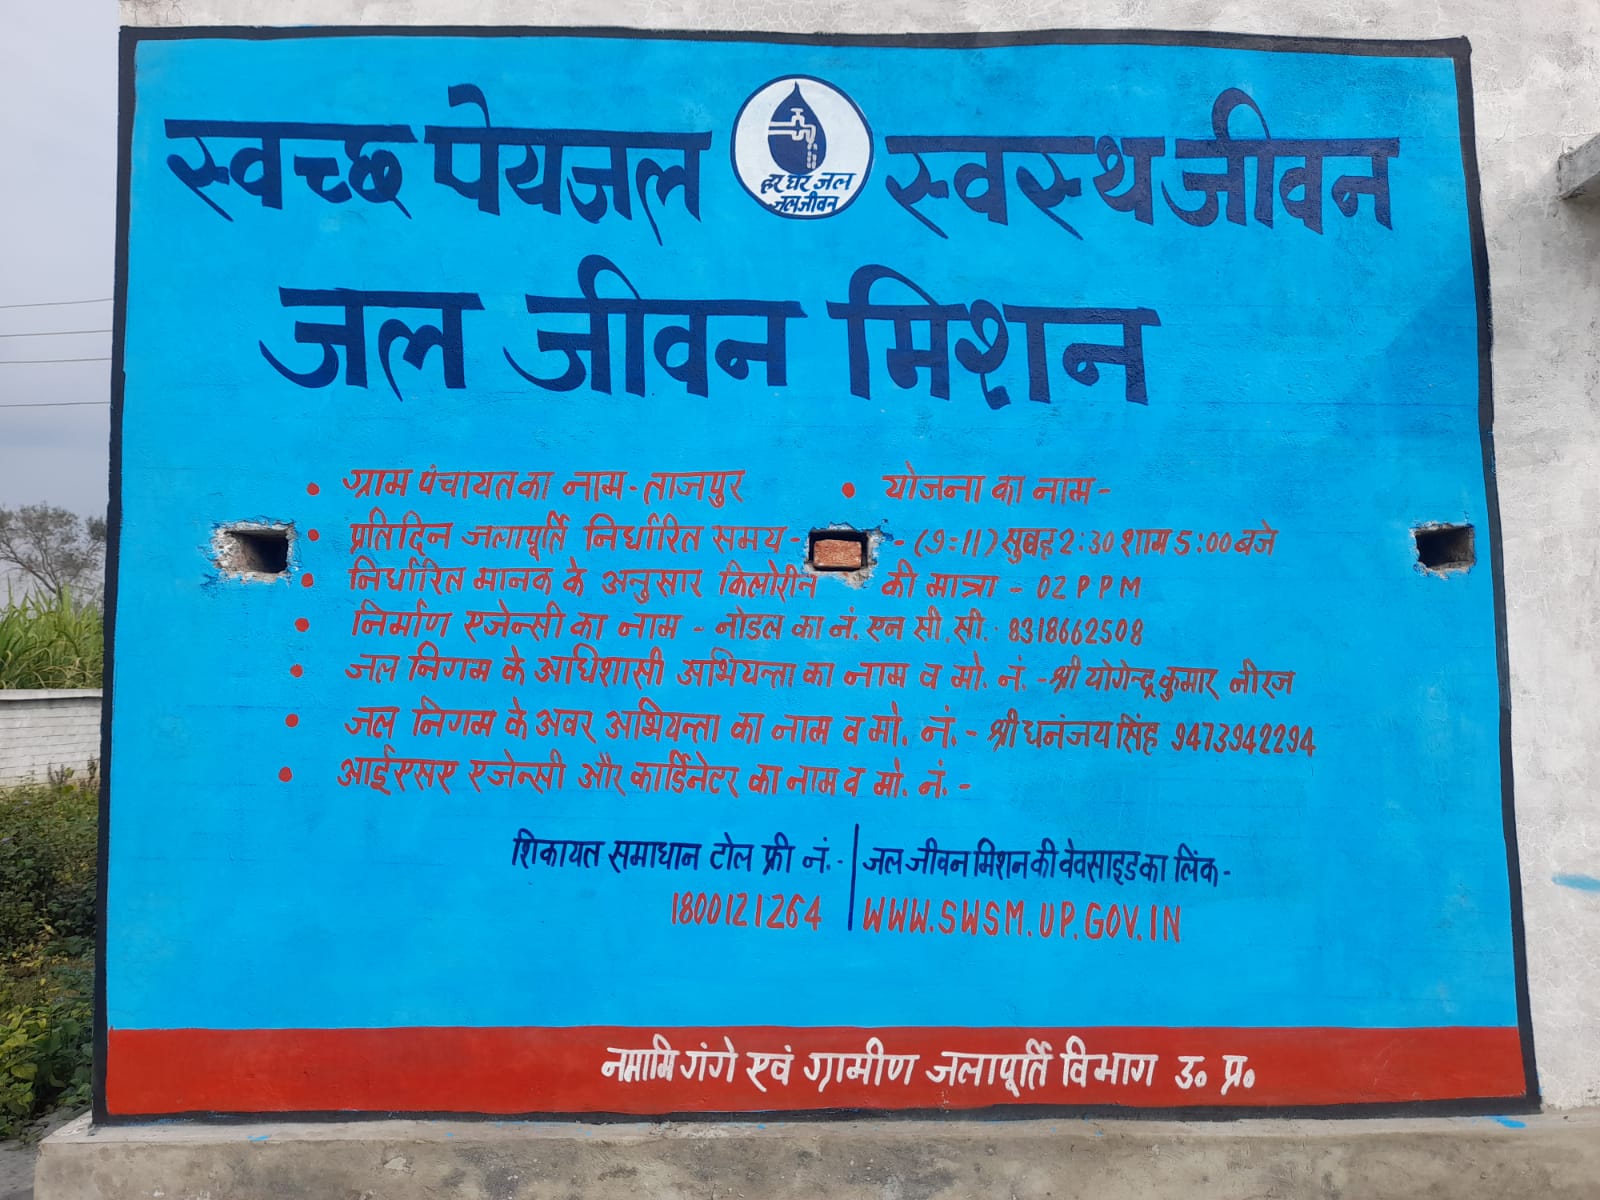 स्वच्छ पेयजल
हर घर जल
जल जीवन
स्वस्थ जीवन
जल जीवन मिशन
• ग्राम पंचायत का नाम - ताजपुर • योजना का नाम -
• प्रतिदिन जलापूर्ति निर्धारित समय - - (9=11) सुबह 2:30 शाम 5:00 बजे
• निर्धारित मानक के अनुसार किलोरीन की मात्रा - 02 PPM
• निर्माण एजेन्सी का नाम - नोडल का नं. एन सी. सी. 8318662508
• जल निगम के अधिशासी अभियन्ता का नाम व मो. नं. - श्री योगेन्द्र कुमार नीरज
• जल निगम के अवर अभियन्ता का नाम व मो. नं. - श्री धनंजय सिंह 9473942294
• आईएसए एजेन्सी और कार्डिनेटर का नाम व मो. नं. -
शिकायत समाधान टोल फ्री नं. -
1800121264
जल जीवन मिशन की वेवसाइड का लिंक -
WWW.SWSM.UP.GOV.IN
नमामि गंगे एवं ग्रामीण जलापूर्ति विभाग उ० प्र०